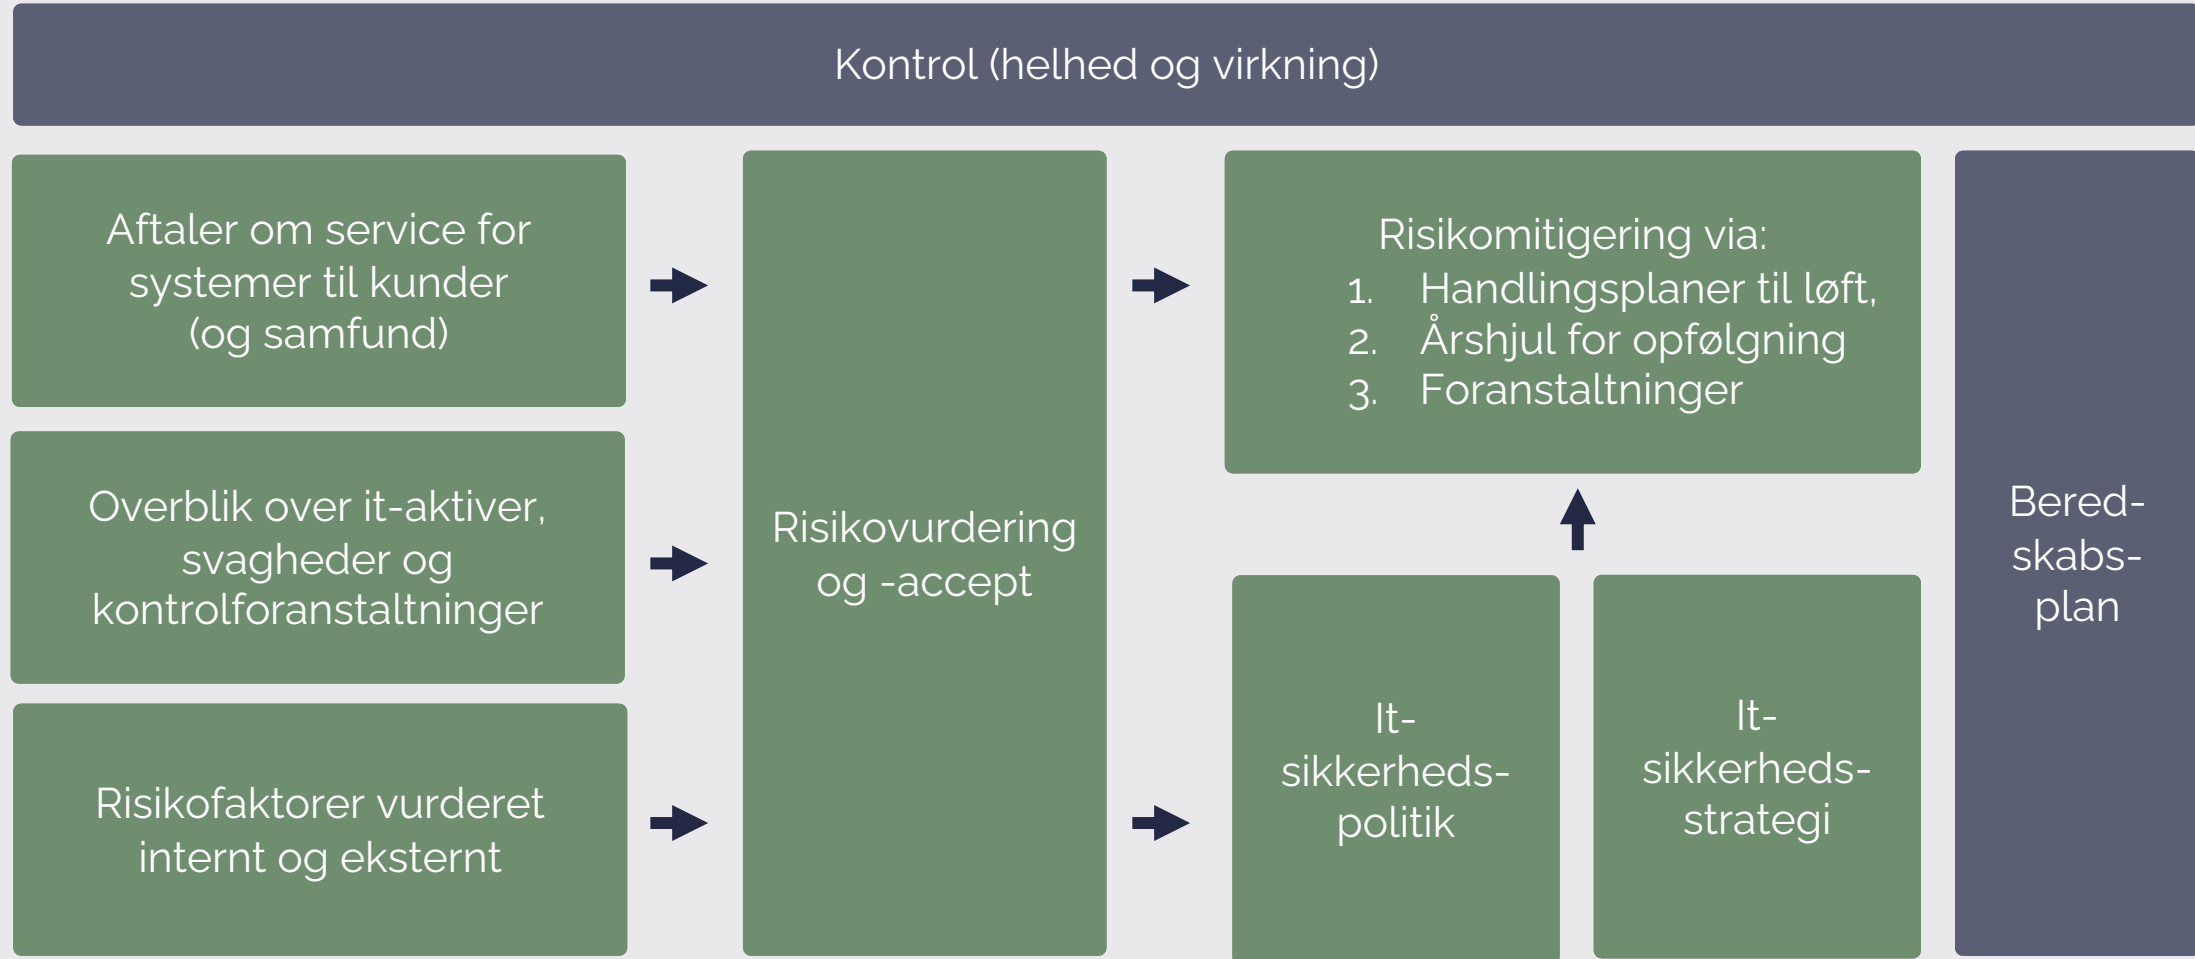 Kontrol (helhed og virkning)
Aftaler om service for
systemer til kunder
(og samfund)
Overblik over it-aktiver,
svagheder og
kontrolforanstaltninger
Risikofaktorer vurderet
internt og eksternt
Risikovurdering
og -accept
Risikomitigering via:
1. Handlingsplaner til løft,
2. Årshjul for opfølgning
3. Foranstaltninger
It-
sikkerheds-
politik
It-
sikkerheds-
strategi
Bered-
skabs-
plan